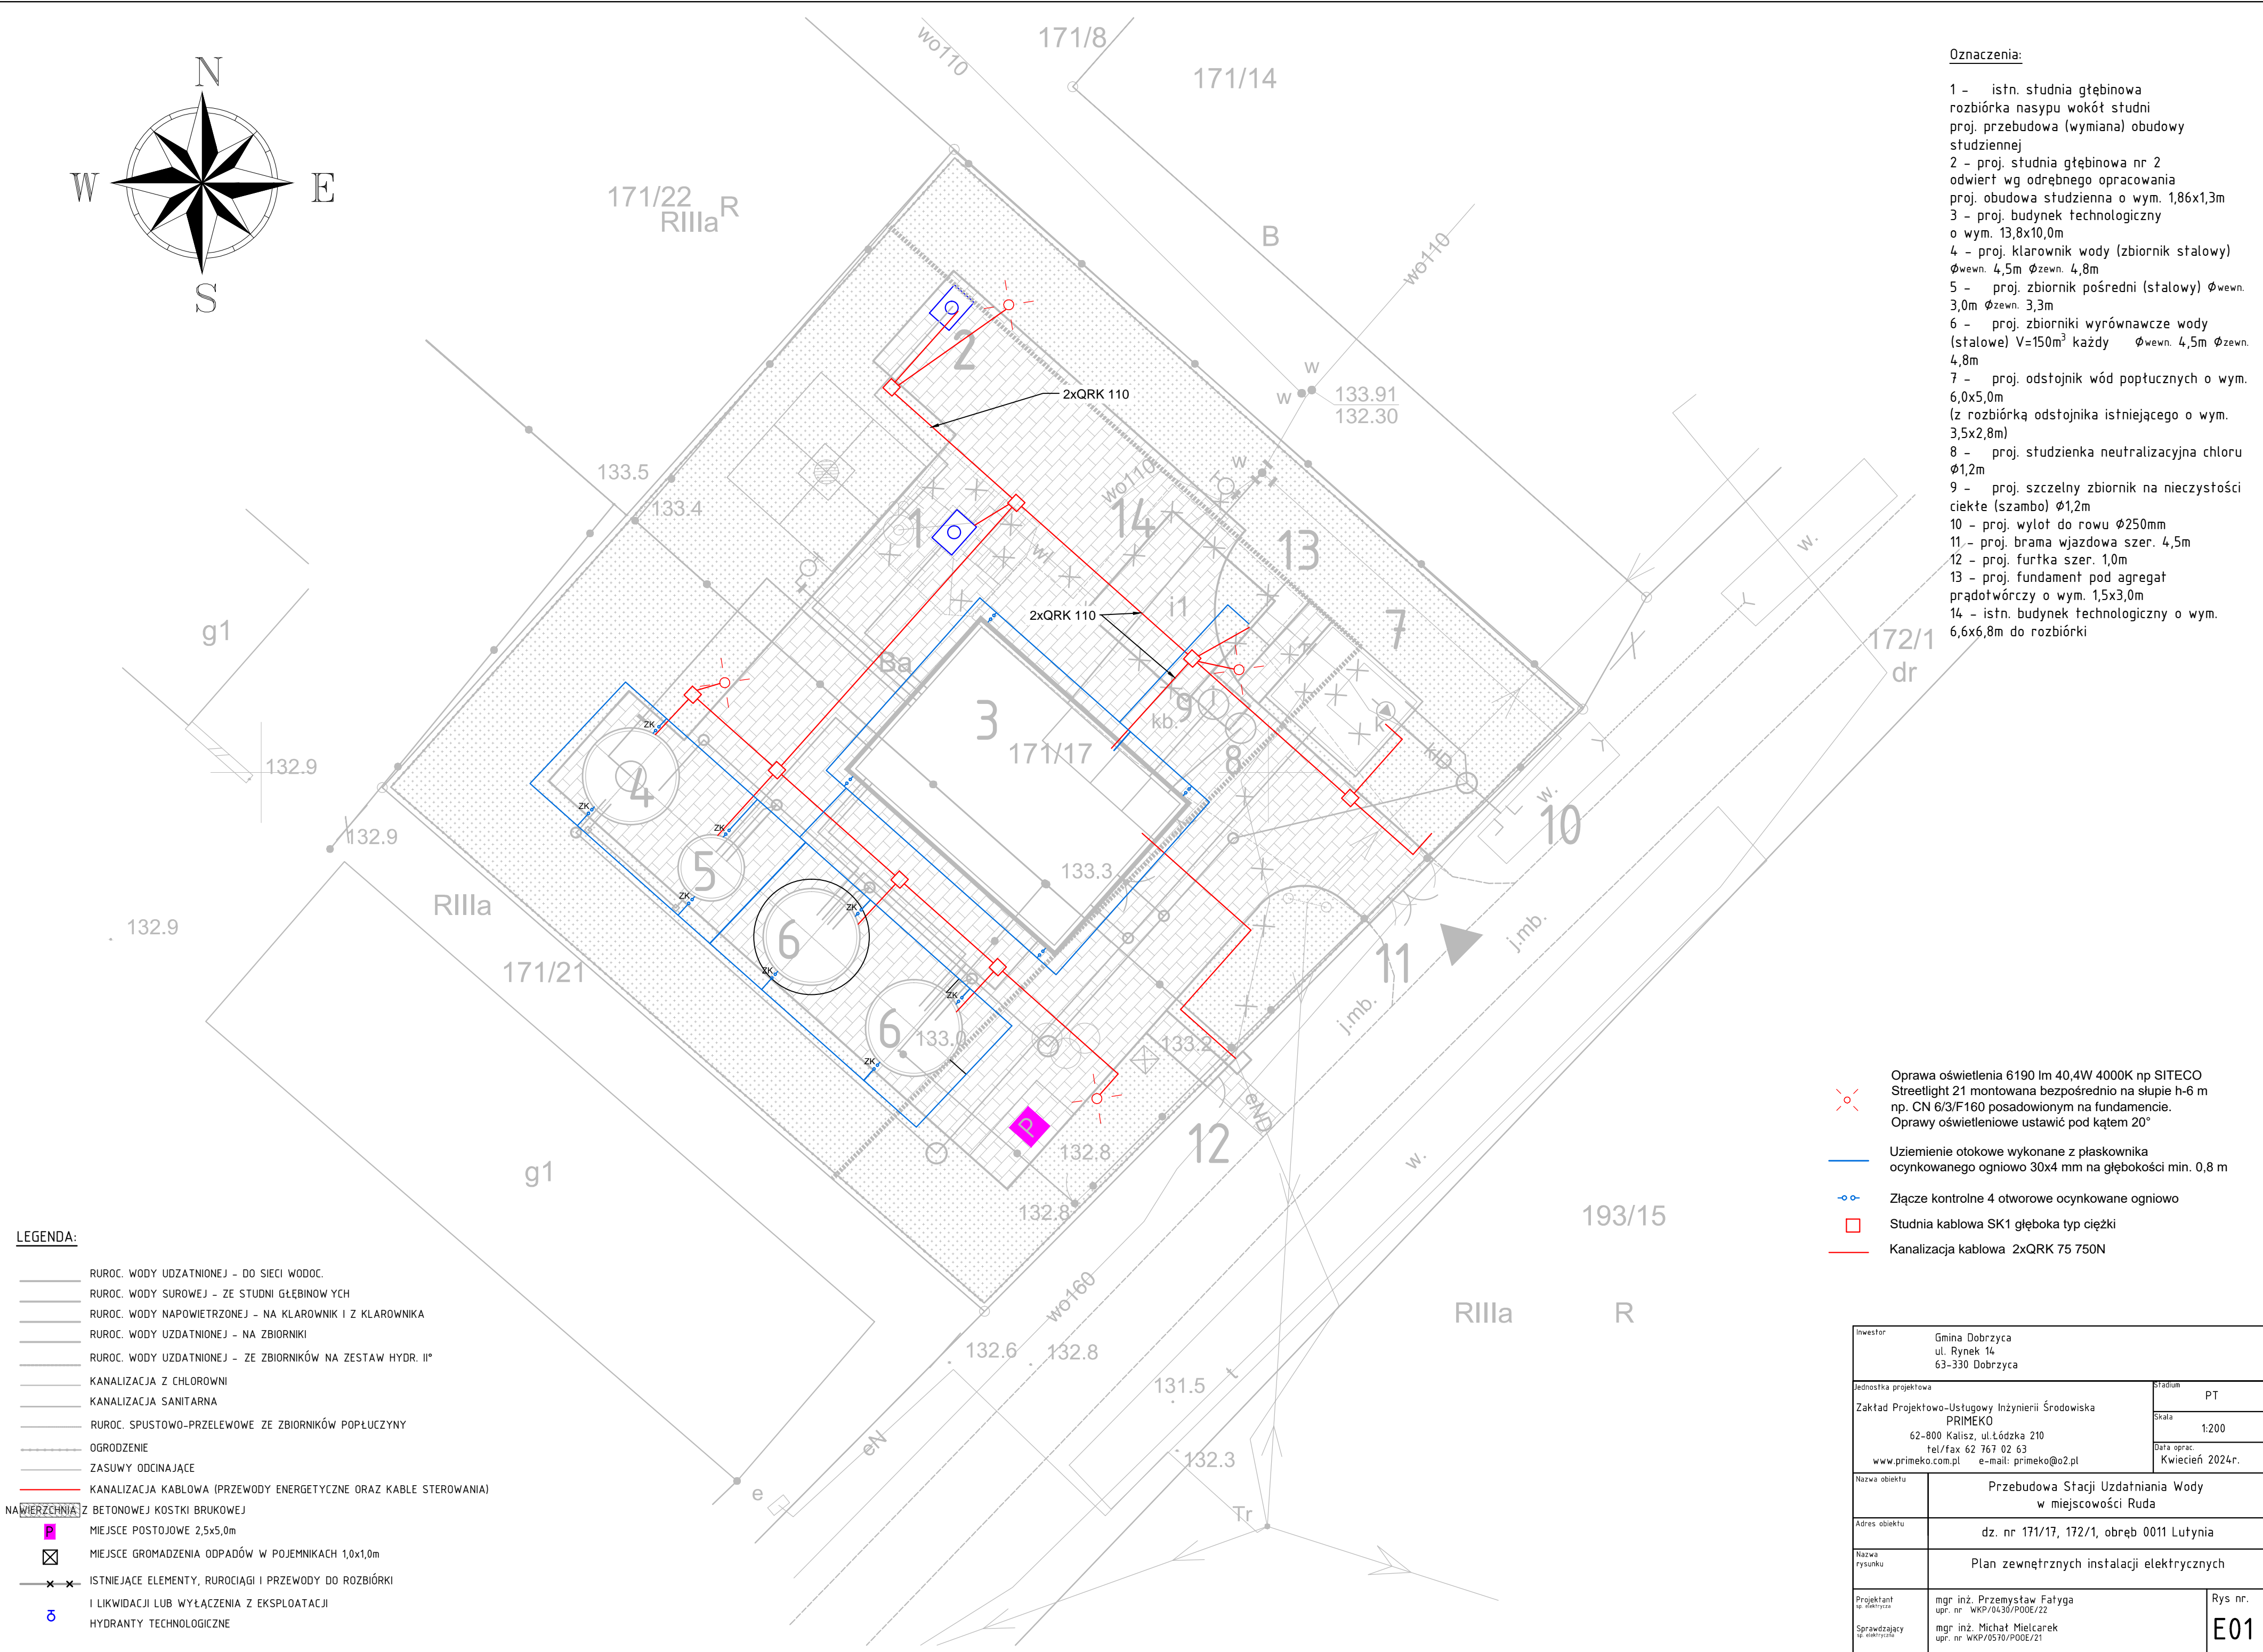 N
W
E
S
wo110
171/8
171/14
171/22
R
RIIIa
B
wo110
2
2xQRK 110
w
w
133.91
132.30
133.5
133.4
w
wo110
1
wł
14
13
i1
2xQRK 110
7
r
g1
Ba
w.
172/1
dr
3
9
kb.
k
kłD
171/17
8
ZK
4
132.9
132.9
ZK
ZK
5
w.
10
133.3
RIIIa
132.9
ZK
ZK
6
j.mb.
11
171/21
ZK
ZK
j.mb.
6
133.0
133.2
ZK
eND
P
12
132.8
g1
w.
132.8
193/15
wo160
RIIIa
R
132.6
132.8
131.5
t
eN
132.3
e
Tr
Oznaczenia:
1 - istn. studnia głębinowa
rozbiórka nasypu wokół studni
proj. przebudowa (wymiana) obudowy
studziennej
2 - proj. studnia głębinowa nr 2
odwiert wg odrębnego opracowania
proj. obudowa studzienna o wym. 1,86x1,3m
3 - proj. budynek technologiczny
o wym. 13,8x10,0m
4 - proj. klarownik wody (zbiornik stalowy)
Øwewn. 4,5m Øzewn. 4,8m
5 - proj. zbiornik pośredni (stalowy) Øwewn.
3,0m Øzewn. 3,3m
6 - proj. zbiorniki wyrównawcze wody
(stalowe) V=150m³ każdy Øwewn. 4,5m Øzewn.
4,8m
7 - proj. odstojnik wód popłucznych o wym.
6,0x5,0m
(z rozbiórką odstojnika istniejącego o wym.
3,5x2,8m)
8 - proj. studzienka neutralizacyjna chloru
Ø1,2m
9 - proj. szczelny zbiornik na nieczystości
ciekłe (szambo) Ø1,2m
10 - proj. wylot do rowu Ø250mm
11 - proj. brama wjazdowa szer. 4,5m
12 - proj. furtka szer. 1,0m
13 - proj. fundament pod agregat
prądotwórczy o wym. 1,5x3,0m
14 - istn. budynek technologiczny o wym.
6,6x6,8m do rozbiórki
Oprawa oświetlenia 6190 lm 40,4W 4000K np SITECO
Streetlight 21 montowana bezpośrednio na słupie h-6 m
np. CN 6/3/F160 posadowionym na fundamencie.
Oprawy oświetleniowe ustawić pod kątem 20°
Uziemienie otokowe wykonane z płaskownika
ocynkowanego ogniowo 30x4 mm na głębokości min. 0,8 m
Złącze kontrolne 4 otworowe ocynkowane ogniowo
Studnia kablowa SK1 głęboka typ ciężki
Kanalizacja kablowa 2xQRK 75 750N
LEGENDA:
RUROC. WODY UDZATNIONEJ - DO SIECI WODOC.
RUROC. WODY SUROWEJ - ZE STUDNI GŁĘBINOWYCH
RUROC. WODY NAPOWIETRZONEJ - NA KLAROWNIK I Z KLAROWNIKA
RUROC. WODY UZDATNIONEJ - NA ZBIORNIKI
RUROC. WODY UZDATNIONEJ - ZE ZBIORNIKÓW NA ZESTAW HYDR. II°
KANALIZACJA Z CHLOROWNI
KANALIZACJA SANITARNA
RUROC. SPUSTOWO-PRZELEWOWE ZE ZBIORNIKÓW POPŁUCZYNY
OGRODZENIE
ZASUWY ODCINAJĄCE
KANALIZACJA KABLOWA (PRZEWODY ENERGETYCZNE ORAZ KABLE STEROWANIA)
NAWIERZCHNIA Z BETONOWEJ KOSTKI BRUKOWEJ
P MIEJSCE POSTOJOWE 2,5x5,0m
MIEJSCE GROMADZENIA ODPADÓW W POJEMNIKACH 1,0x1,0m
ISTNIEJĄCE ELEMENTY, RUROCIĄGI I PRZEWODY DO ROZBIÓRKI
I LIKWIDACJI LUB WYŁĄCZENIA Z EKSPLOATACJI
HYDRANTY TECHNOLOGICZNE
Inwestor
Gmina Dobrzyca
ul. Rynek 14
63-330 Dobrzyca
Jednostka projektowa
Zakład Projektowo-Usługowy Inżynierii Środowiska
PRIMEKO
62-800 Kalisz, ul.Łódzka 210
tel/fax 62 767 02 63
www.primeko.com.pl e-mail: primeko@o2.pl
Stadium
PT
Skala
1:200
Data oprac.
Kwiecień 2024r.
Nazwa obiektu
Przebudowa Stacji Uzdatniania Wody
w miejscowości Ruda
Adres obiektu
dz. nr 171/17, 172/1, obręb 0011 Lutynia
Nazwa
rysunku
Plan zewnętrznych instalacji elektrycznych
Projektant
sp. elektrycza
mgr inż. Przemysław Fatyga
upr. nr WKP/0430/POOE/22
Sprawdzający
sp. elektryczna
mgr inż. Michał Mielcarek
upr. nr WKP/0570/POOE/21
Rys nr.
E01